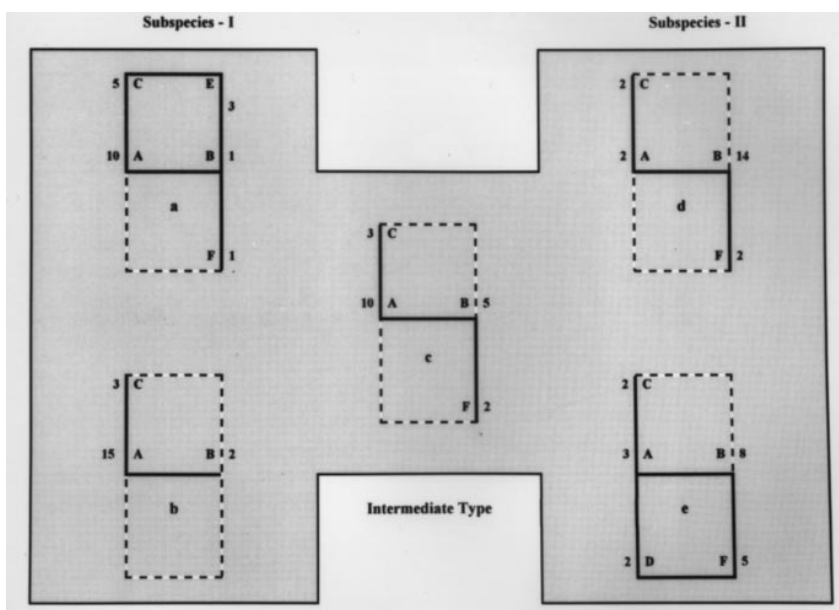 Subspecies - I
Subspecies - II
5 C E
3
10 A B 1
a
F 1
2 C
2 A B 14
d
F 2
3 C
10 A B 5
c
F 2
3 C
15 A B 2
b
2 C
3 A B 8
e
2 D F 5
Intermediate Type